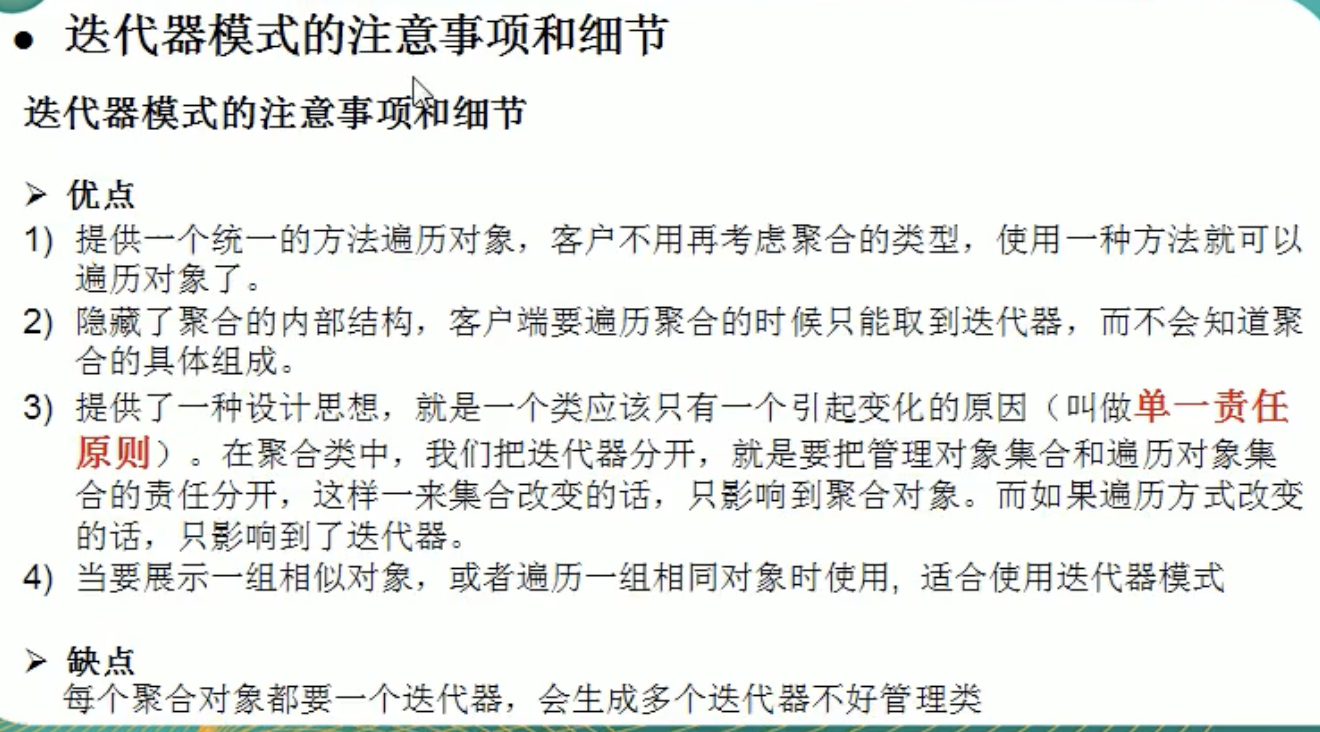 ● 迭代器模式的注意事项和细节
迭代器模式的注意事项和细节
➢ 优点
1) 提供一个统一的方法遍历对象，客户不用再考虑聚合的类型，使用一种方法就可以
遍历对象了。
2) 隐藏了聚合的内部结构，客户端要遍历聚合的时候只能取到迭代器，而不会知道聚
合的具体组成。
3) 提供了一种设计思想，就是一个类应该只有一个引起变化的原因（叫做单一责任
原则）。在聚合类中，我们把迭代器分开，就是要把管理对象集合和遍历对象集
合的责任分开，这样一来集合改变的话，只影响到聚合对象。而如果遍历方式改变
的话，只影响到了迭代器。
4) 当要展示一组相似对象，或者遍历一组相同对象时使用, 适合使用迭代器模式
➢ 缺点
每个聚合对象都要一个迭代器，会生成多个迭代器不好管理类